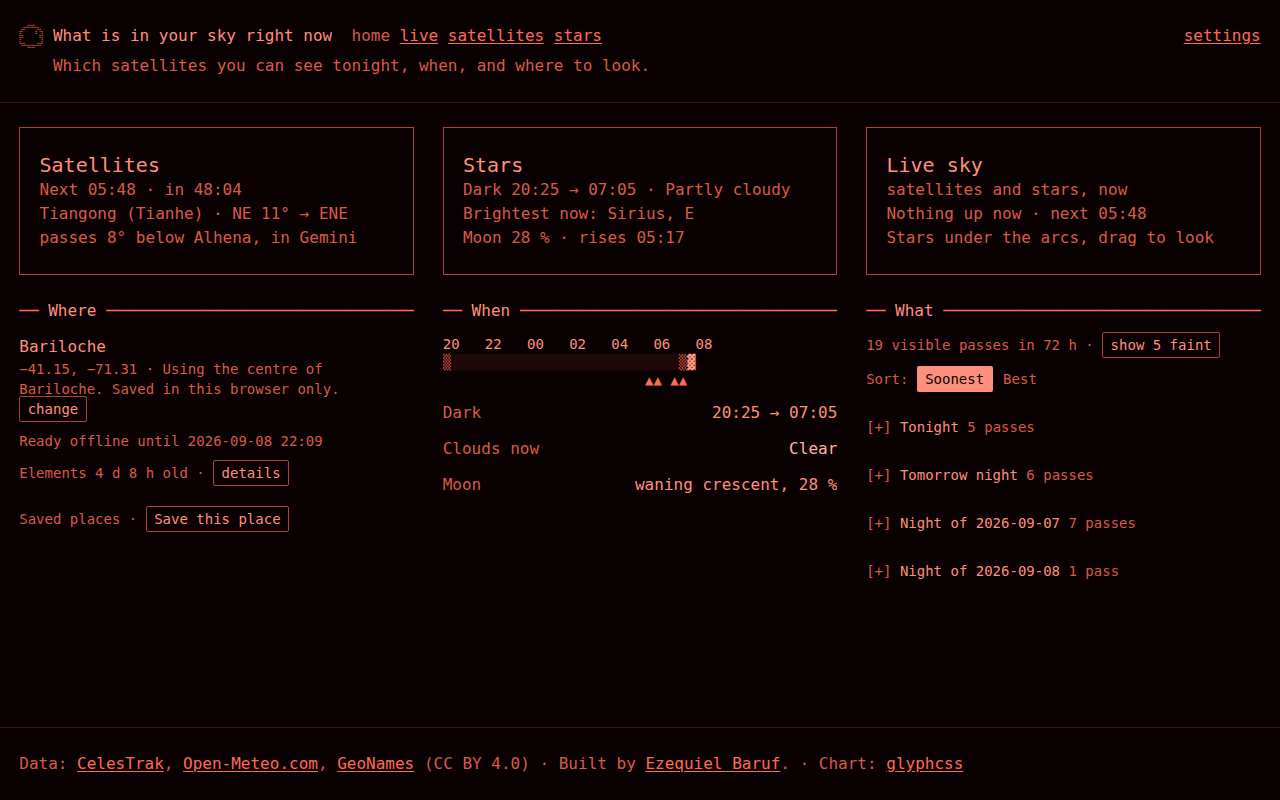 What is in your sky right now home live satellites stars settings
Which satellites you can see tonight, when, and where to look.
Satellites
Next 05:48 · in 48:04
Tiangong (Tianhe) · NE 11° → ENE
passes 8° below Alhena, in Gemini
Stars
Dark 20:25 → 07:05 · Partly cloudy
Brightest now: Sirius, E
Moon 28 % · rises 05:17
Live sky
satellites and stars, now
Nothing up now · next 05:48
Stars under the arcs, drag to look
Where
Bariloche
−41.15, −71.31 · Using the centre of
Bariloche. Saved in this browser only.
change
Ready offline until 2026-09-08 22:09
Elements 4 d 8 h old · details
Saved places · Save this place
When
20 22 00 02 04 06 08
Dark 20:25 → 07:05
Clouds now Clear
Moon waning crescent, 28 %
What
19 visible passes in 72 h · show 5 faint
Sort: Soonest Best
[+] Tonight 5 passes
[+] Tomorrow night 6 passes
[+] Night of 2026-09-07 7 passes
[+] Night of 2026-09-08 1 pass
Data: CelesTrak, Open-Meteo.com, GeoNames (CC BY 4.0) · Built by Ezequiel Baruf. · Chart: glyphcss